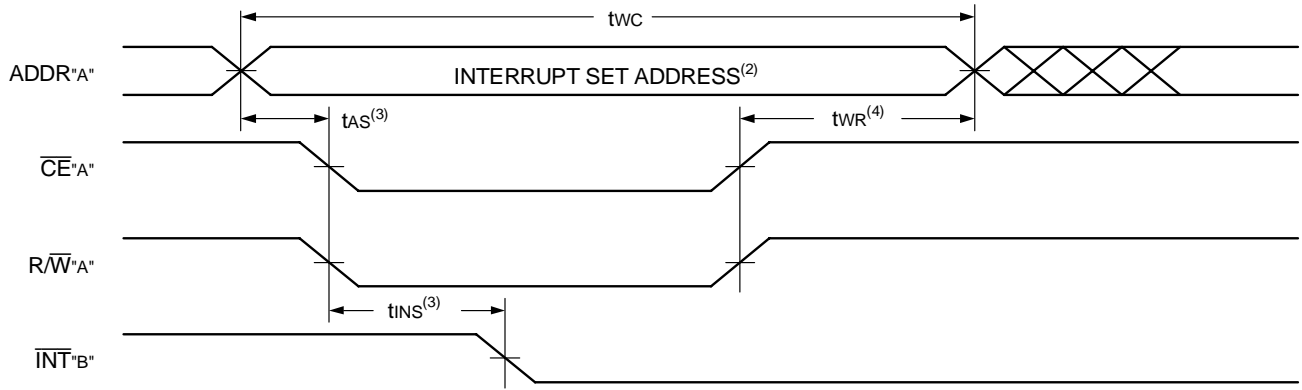 tWC
ADDR"A"
INTERRUPT SET ADDRESS(2)
tAS(3)
tWR(4)
CE"A"
R/W"A"
tINS(3)
INT"B"